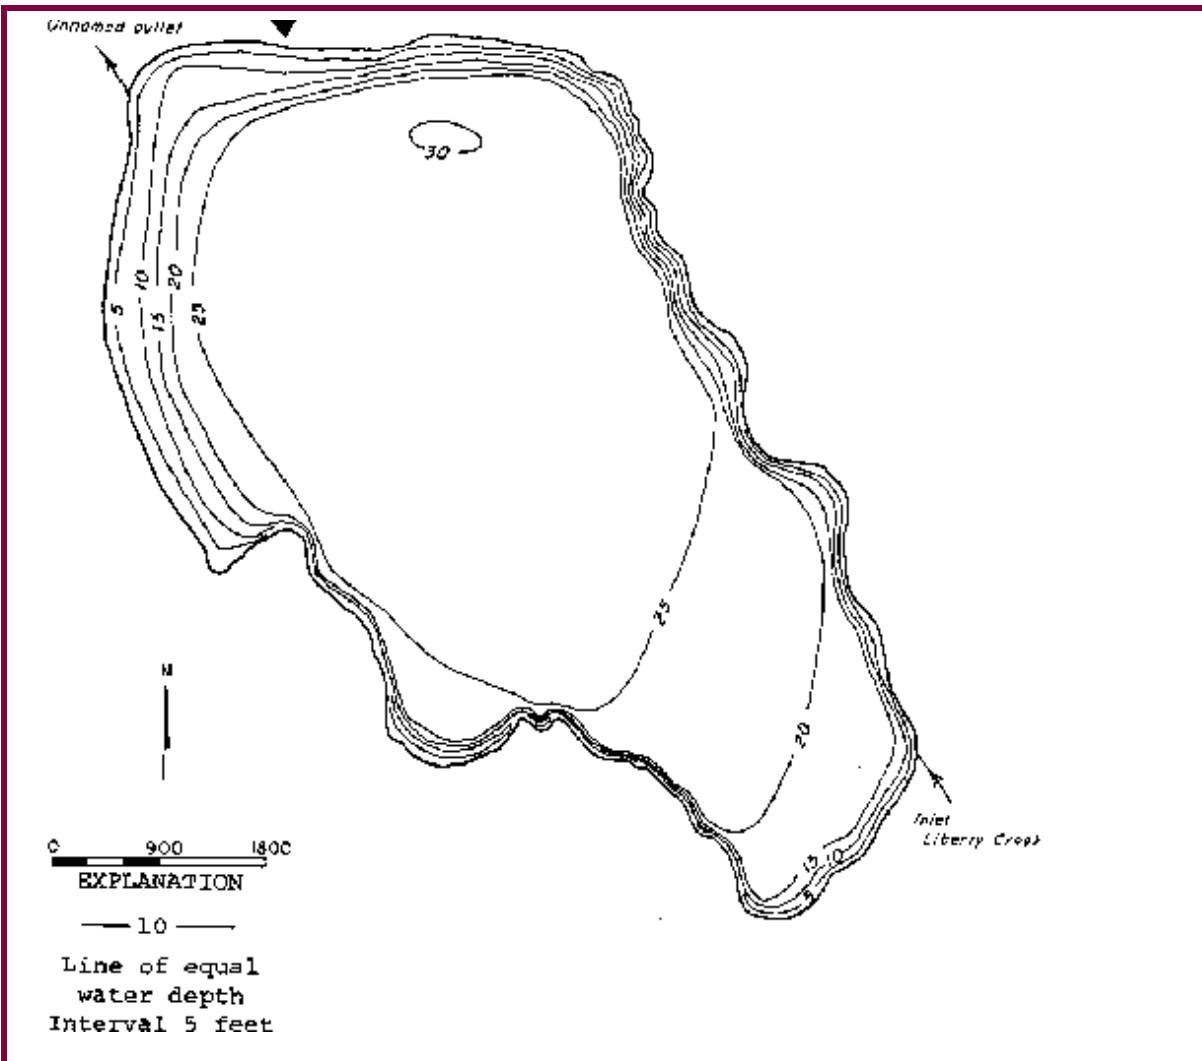 Unnamed outlet
30
5
10
15
20
25
25
20
N
Inlet
Liberty Creek
15
10
5
0 900 1800
EXPLANATION
10
Line of equal
water depth
Interval 5 feet